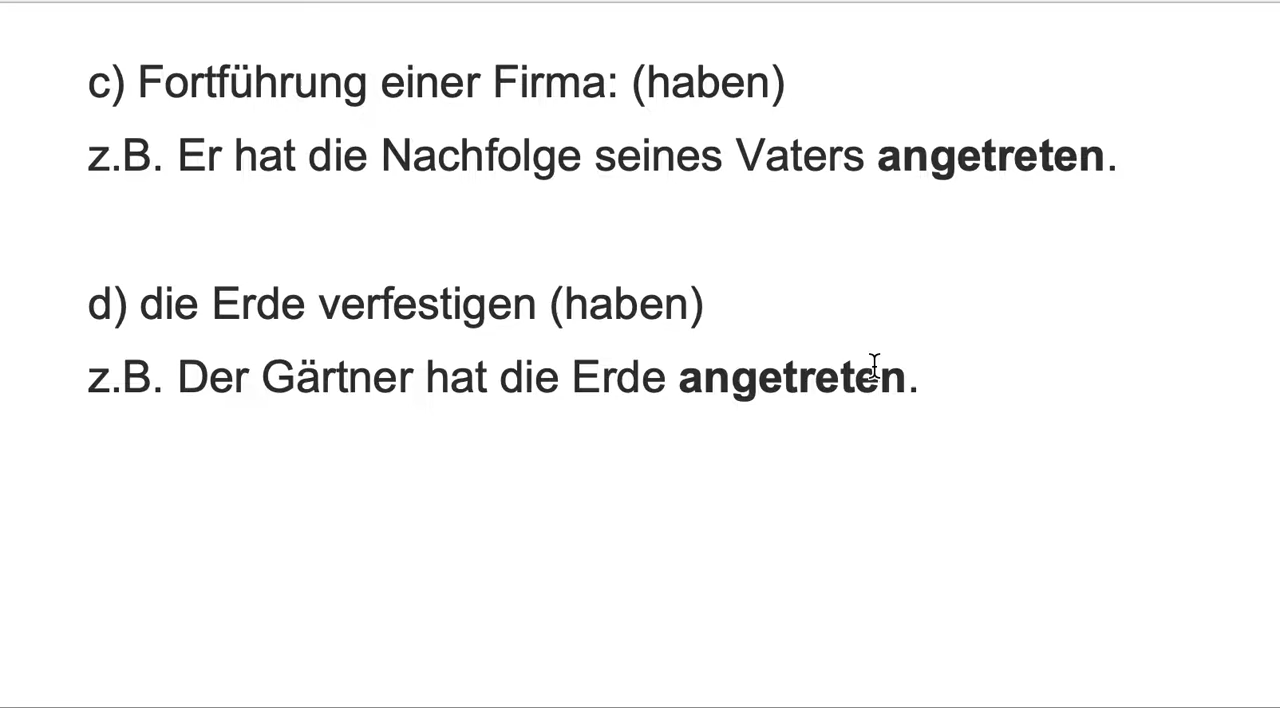 c) Fortführung einer Firma: (haben)
z.B. Er hat die Nachfolge seines Vaters angetreten.
d) die Erde verfestigen (haben)
z.B. Der Gärtner hat die Erde angetreten.